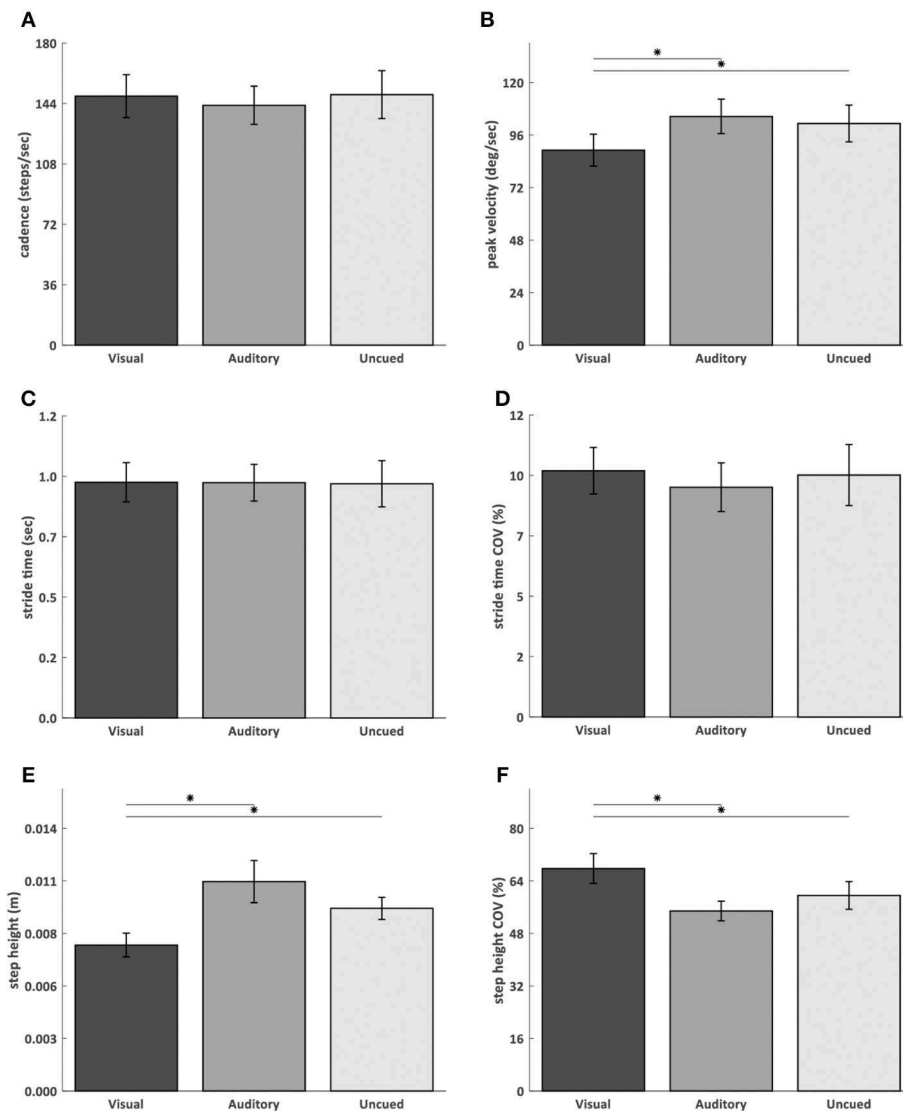 A
180
144
108
72
36
0
cadence (steps/sec)
Visual Auditory Uncued
B
* 
*
120
96
72
48
24
0
peak velocity (deg/sec)
Visual Auditory Uncued
C
1.2
1.0
0.7
0.5
0.2
0.0
stride time (sec)
Visual Auditory Uncued
D
12
10
7
5
2
0
stride time COV (%)
Visual Auditory Uncued
E
*
*
0.014
0.011
0.008
0.006
0.003
0.000
step height (m)
Visual Auditory Uncued
F
*
*
80
64
48
32
16
0
step height COV (%)
Visual Auditory Uncued